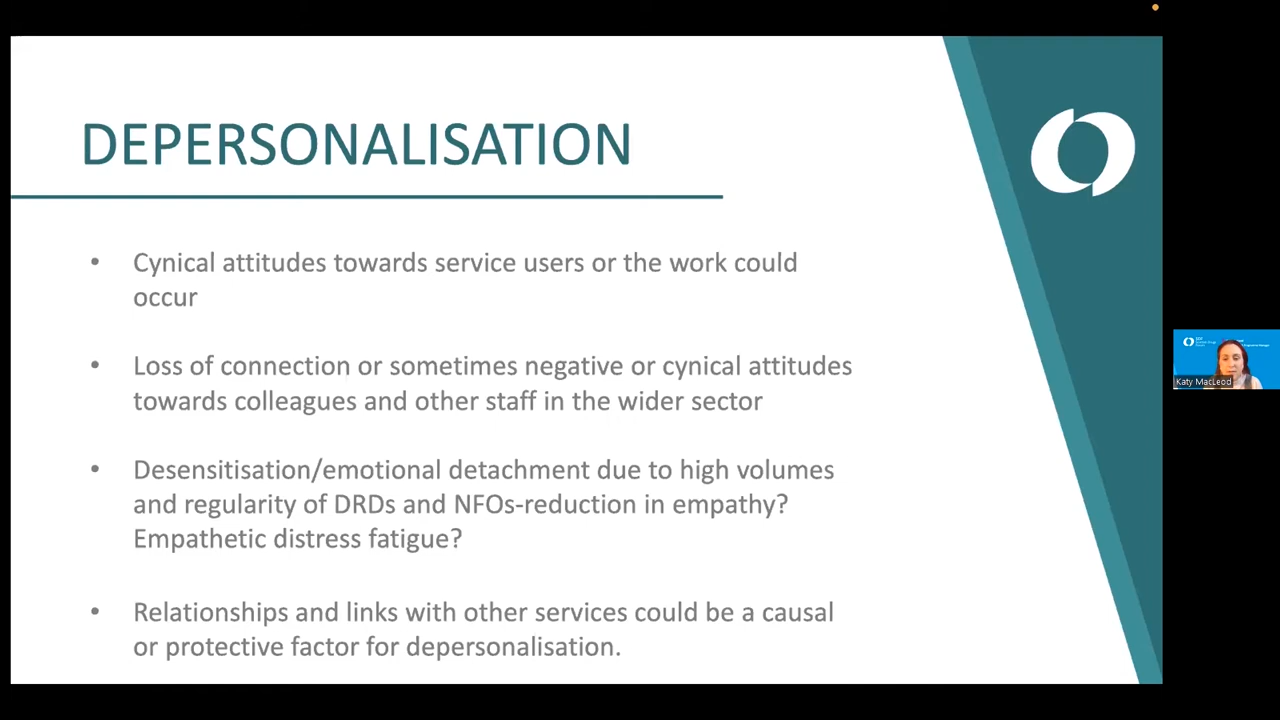 DEPERSONALISATION
• Cynical attitudes towards service users or the work could
occur
• Loss of connection or sometimes negative or cynical attitudes
towards colleagues and other staff in the wider sector
• Desensitisation/emotional detachment due to high volumes
and regularity of DRDs and NFOs-reduction in empathy?
Empathetic distress fatigue?
• Relationships and links with other services could be a causal
or protective factor for depersonalisation.
Katy MacLeod